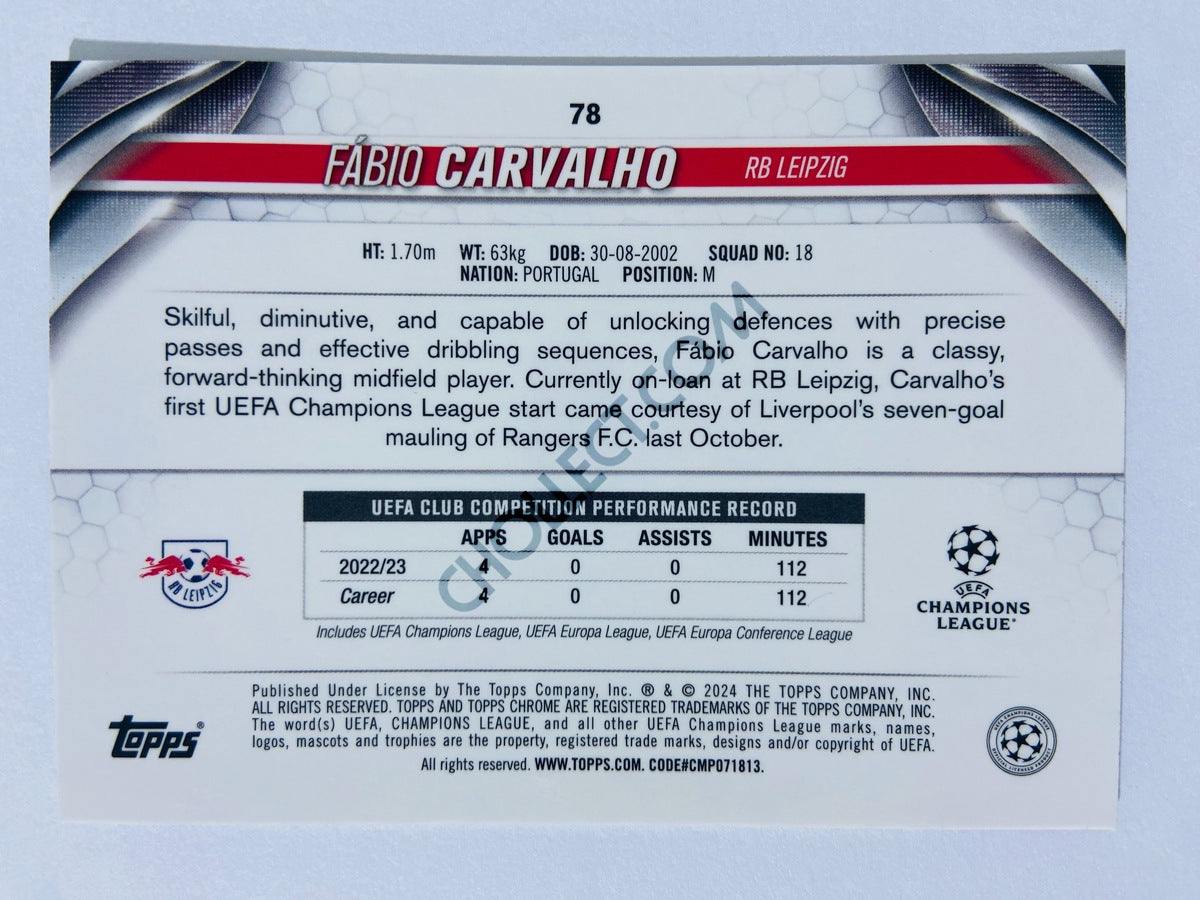 78
FÁBIO CARVALHO RB LEIPZIG
HT: 1.70m WT: 63kg DOB: 30-08-2002 SQUAD NO: 18
NATION: PORTUGAL POSITION: M
Skilful, diminutive, and capable of unlocking defences with precise
passes and effective dribbling sequences, Fábio Carvalho is a classy,
forward-thinking midfield player. Currently on-loan at RB Leipzig, Carvalho's
first UEFA Champions League start came courtesy of Liverpool's seven-goal
mauling of Rangers F.C. last October.
CHOLLECT.COM
UEFA CLUB COMPETITION PERFORMANCE RECORD
APPS GOALS ASSISTS MINUTES
2022/23 4 0 0 112
Career 4 0 0 112
Includes UEFA Champions League, UEFA Europa League, UEFA Europa Conference League
RB LEIPZIG
UEFA
CHAMPIONS
LEAGUE®
Published Under License by The Topps Company, Inc. ® & © 2024 THE TOPPS COMPANY, INC.
ALL RIGHTS RESERVED. TOPPS AND TOPPS CHROME ARE REGISTERED TRADEMARKS OF THE TOPPS COMPANY, INC.
The word(s) UEFA, CHAMPIONS LEAGUE, and all other UEFA Champions League marks, names,
logos, mascots and trophies are the property, registered trade marks, designs and/or copyright of UEFA.
All rights reserved. WWW.TOPPS.COM. CODE#CMP071813.
Topps®
UEFA CHAMPIONS LEAGUE
OFFICIAL LICENSED PRODUCT